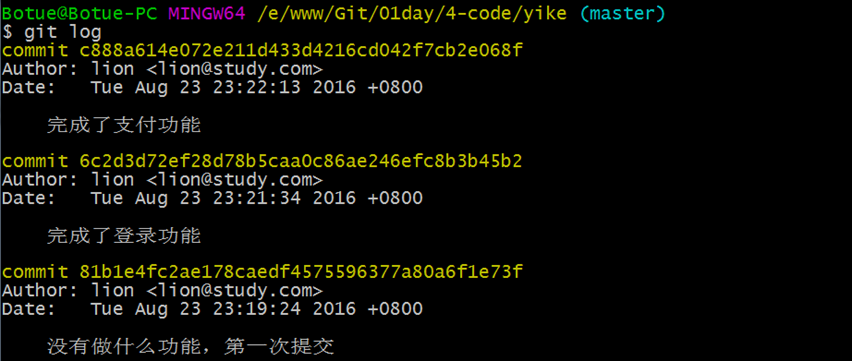 Botue@Botue-PC MINGW64 /e/www/Git/01day/4-code/yike (master)
$ git log
commit c888a614e072e211d433d4216cd042f7cb2e068f
Author: lion <lion@study.com>
Date:   Tue Aug 23 23:22:13 2016 +0800
完成了支付功能
commit 6c2d3d72ef28d78b5caa0c86ae246efc8b3b45b2
Author: lion <lion@study.com>
Date:   Tue Aug 23 23:21:34 2016 +0800
完成了登录功能
commit 81b1e4fc2ae178caedf4575596377a80a6f1e73f
Author: lion <lion@study.com>
Date:   Tue Aug 23 23:19:24 2016 +0800
没有做什么功能，第一次提交